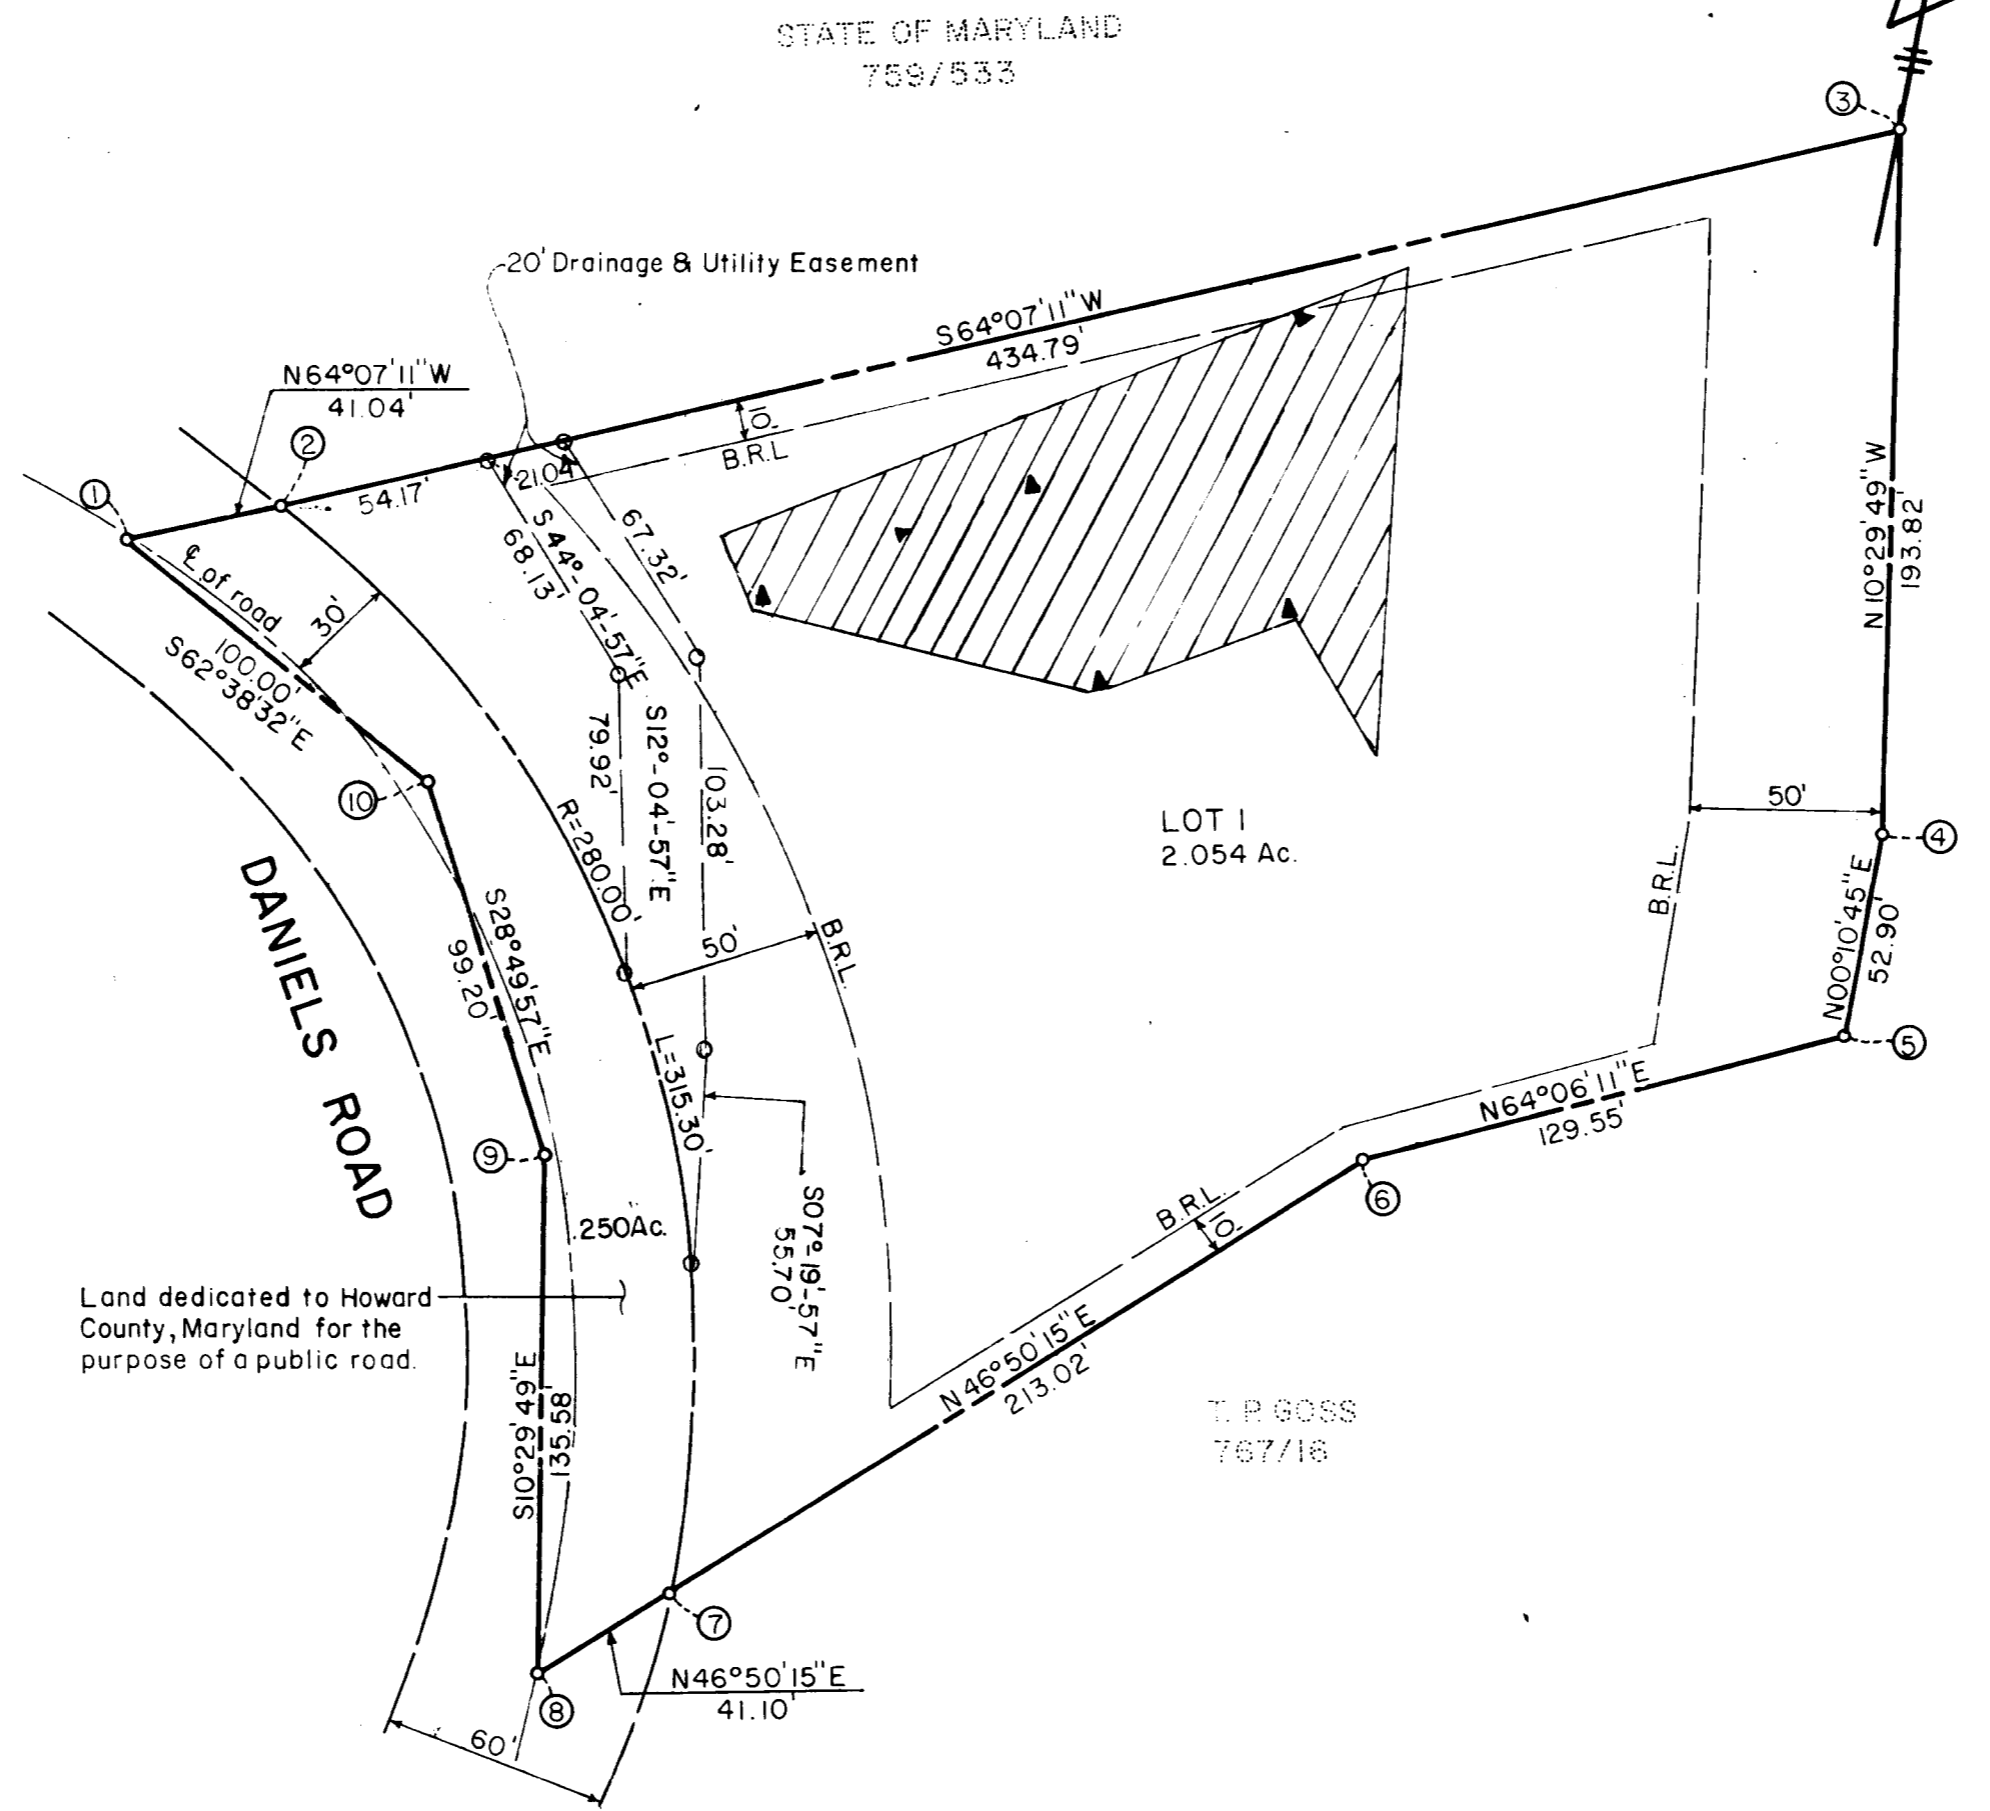 STATE OF MARYLAND
759/533
3
20' Drainage & Utility Easement
S64°07'11"W
434.79'
N64°07'11"W
41.04'
2
10'
B.R.L
21.04'
54.17'
1
℄ of road
30'
100.00'
S62°38'32"E
S 44°-04'-57"E
68.13'
67.32'
N10°29'49"W
193.82'
10
79.92'
S12°-04'-57"E
103.28'
R=280.00'
LOT 1
2.054 Ac.
50'
4
B.R.L.
N00°10'45"E
52.90'
DANIELS ROAD
S28°49'57"E
99.20'
50'
B.R.L.
L=315.30'
5
N64°06'11"E
129.55'
9
6
B.R.L.
10'
S07°-19'-57"E
55.70'
.250Ac.
Land dedicated to Howard
County, Maryland for the
purpose of a public road.
N46°50'15"E
213.02'
S10°29'49"E
135.58'
T. P. GOSS
767/16
7
N46°50'15"E
41.10'
8
60'